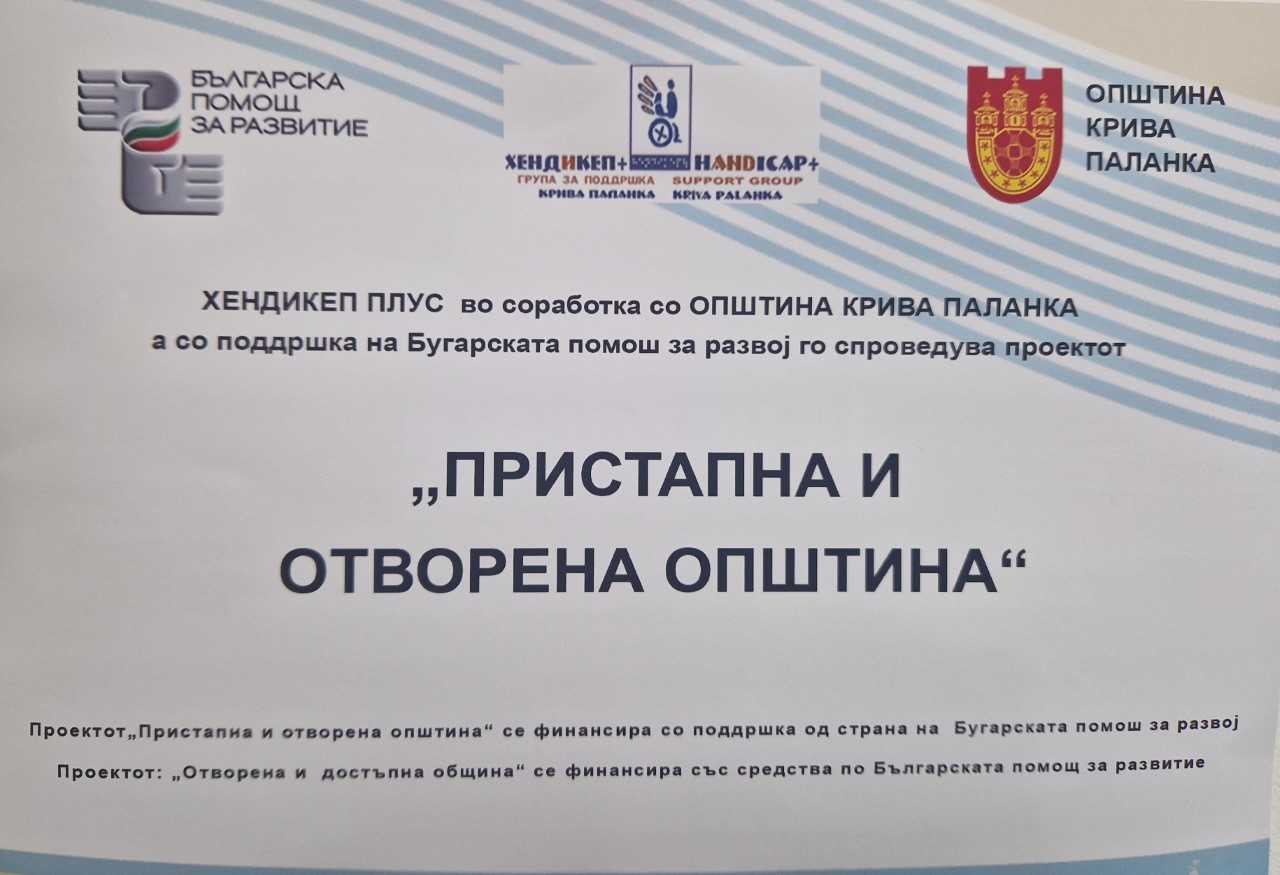 БЪЛГАРСКА
ПОМОЩ
ЗА РАЗВИТИЕ
ХЕНДИКЕП+ HANDICAP+
ГРУПА ЗА ПОДДРШКА SUPPORT GROUP
КРИВА ПАЛАНКА KRIVA PALANKA
ОПШТИНА
КРИВА
ПАЛАНКА
ХЕНДИКЕП ПЛУС во соработка со ОПШТИНА КРИВА ПАЛАНКА
а со поддршка на Бугарската помош за развој го спроведува проектот
„ПРИСТАПНА И
ОТВОРЕНА ОПШТИНА“
Проектот„Пристапна и отворена општина“ се финансира со поддршка од страна на Бугарската помош за развој
Проектот: „Отворена и достъпна община“ се финансира със средства по Българската помощ за развитие